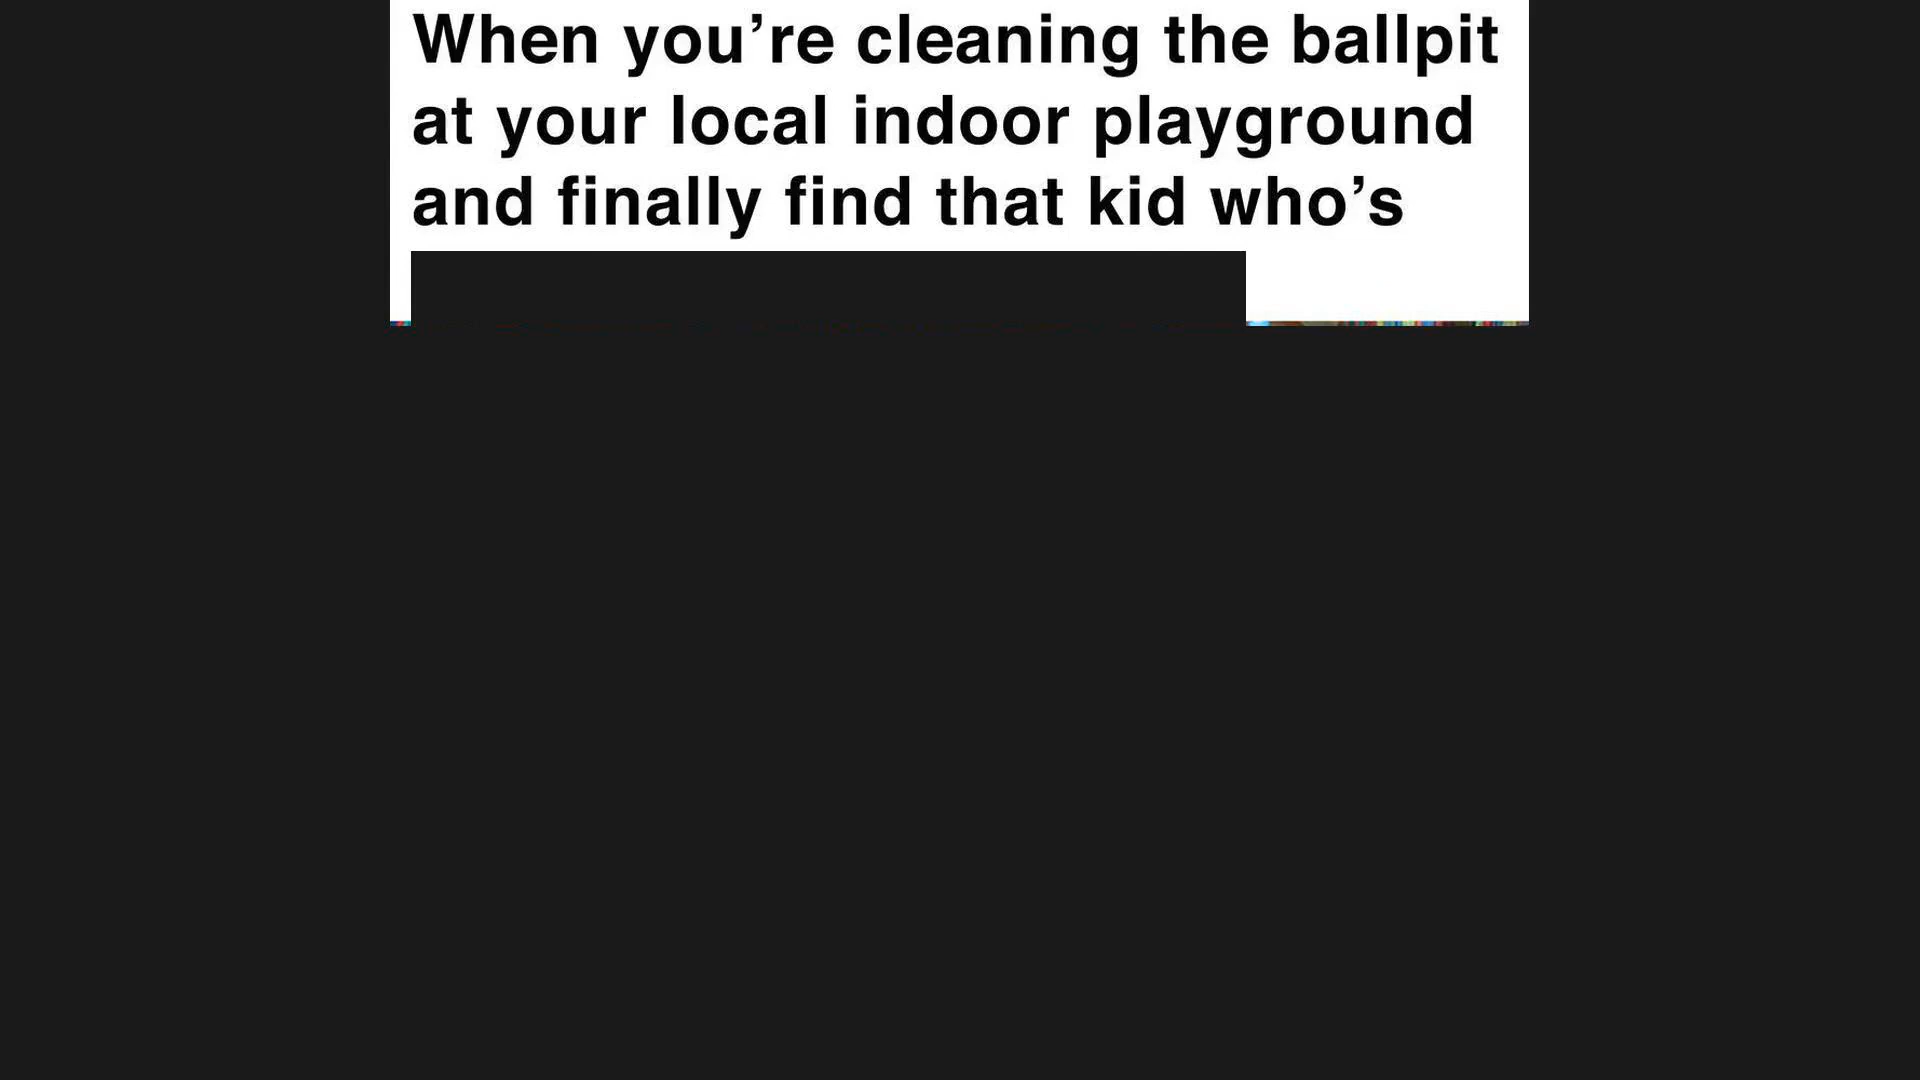 When you’re cleaning the ballpit
at your local indoor playground
and finally find that kid who’s